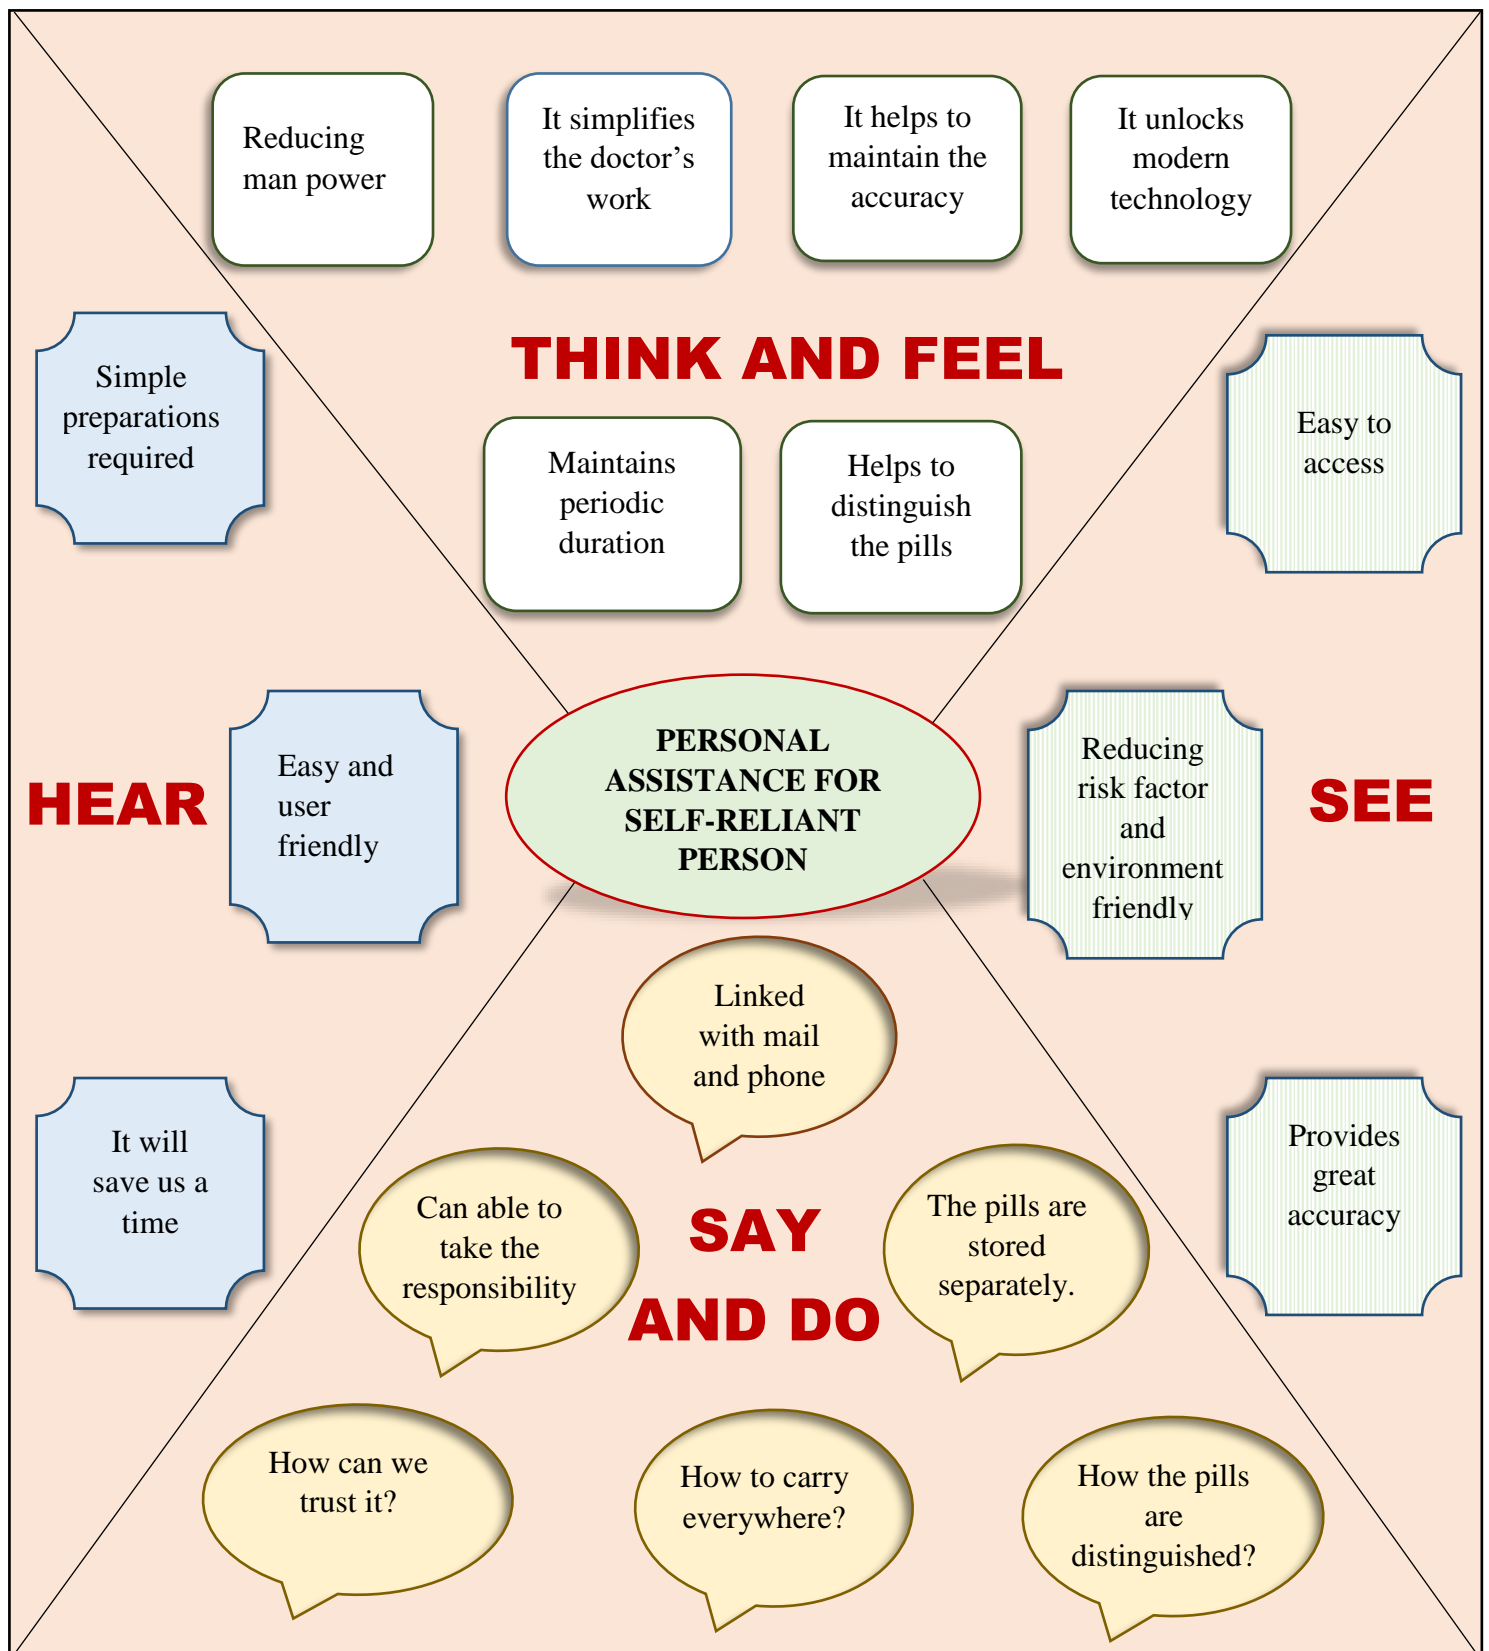 Reducing
man power
It simplifies
the doctor's
work
It helps to
maintain the
accuracy
It unlocks
modern
technology
THINK AND FEEL
Maintains
periodic
duration
Helps to
distinguish
the pills
Simple
preparations
required
HEAR
Easy and
user
friendly
It will
save us a
time
PERSONAL
ASSISTANCE FOR
SELF-RELIANT
PERSON
Easy to
access
Reducing
risk factor
and
environment
friendly
SEE
Provides
great
accuracy
Linked
with mail
and phone
Can able to
take the
responsibility
SAY
AND DO
The pills are
stored
separately.
How can we
trust it?
How to carry
everywhere?
How the pills
are
distinguished?